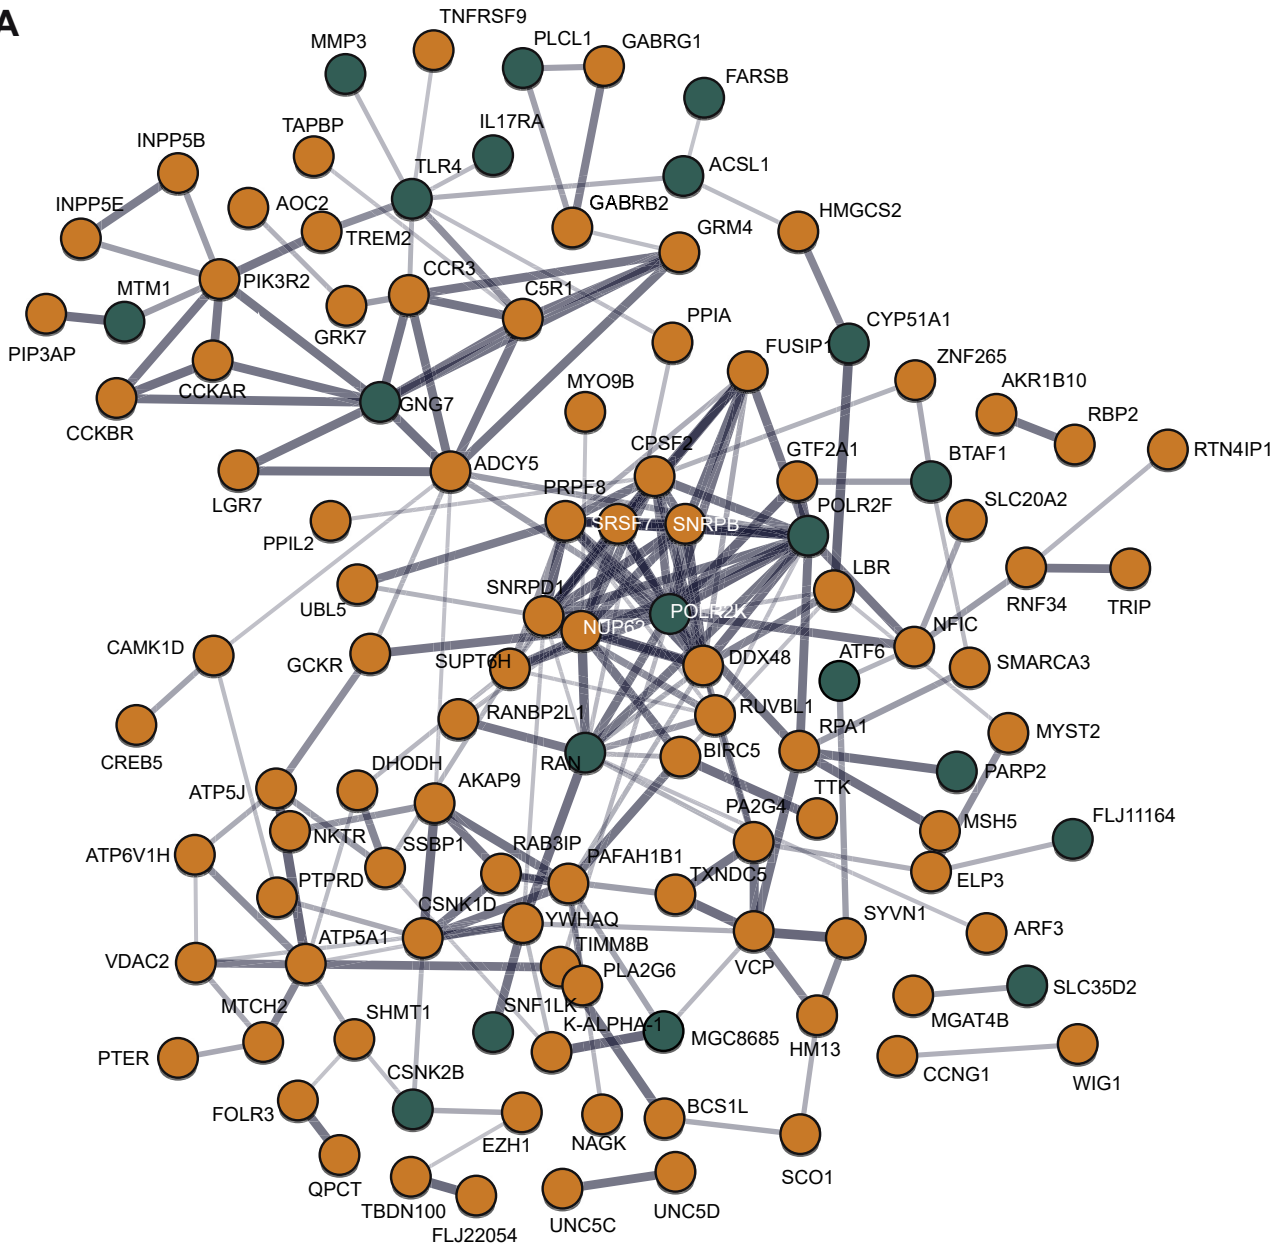 A
TNFRSF9
MMP3
PLCL1
GABRG1
FARSB
TAPBP
IL17RA
INPP5B
TLR4
ACSL1
INPP5E
AOC2
GABRB2
HMGCS2
TREM2
GRM4
CCR3
PIK3R2
MTM1
C5R1
PPIA
CYP51A1
GRK7
FUSIP1
PIP3AP
ZNF265
AKR1B10
MYO9B
CCKAR
GNG7
RBP2
CCKBR
CPSF2
GTF2A1
BTAF1
RTN4IP1
ADCY5
PRPF8
LGR7
SLC20A2
POLR2F
SRSF7
SNRPB
PPIL2
LBR
SNRPD1
UBL5
RNF34
TRIP
POLR2K
NUP62
NFIC
CAMK1D
GCKR
SUPT6H
DDX48
ATF6
SMARCA3
RANBP2L1
RUVBL1
RPA1
MYST2
CREB5
RAN
BIRC5
DHODH
PARP2
ATP5J
AKAP9
TTK
PA2G4
FLJ11164
MSH5
NKTR
SSBP1
RAB3IP
PAFAH1B1
ATP6V1H
TXNDC5
ELP3
PTPRD
CSNK1D
YWHAQ
SYVN1
ARF3
ATP5A1
TIMM8B
VDAC2
VCP
PLA2G6
SLC35D2
MTCH2
SNF1LK
SHMT1
K-ALPHA-1
MGC8685
MGAT4B
HM13
PTER
CSNK2B
CCNG1
WIG1
FOLR3
BCS1L
EZH1
NAGK
SCO1
QPCT
TBDN100
UNC5D
UNC5C
FLJ22054